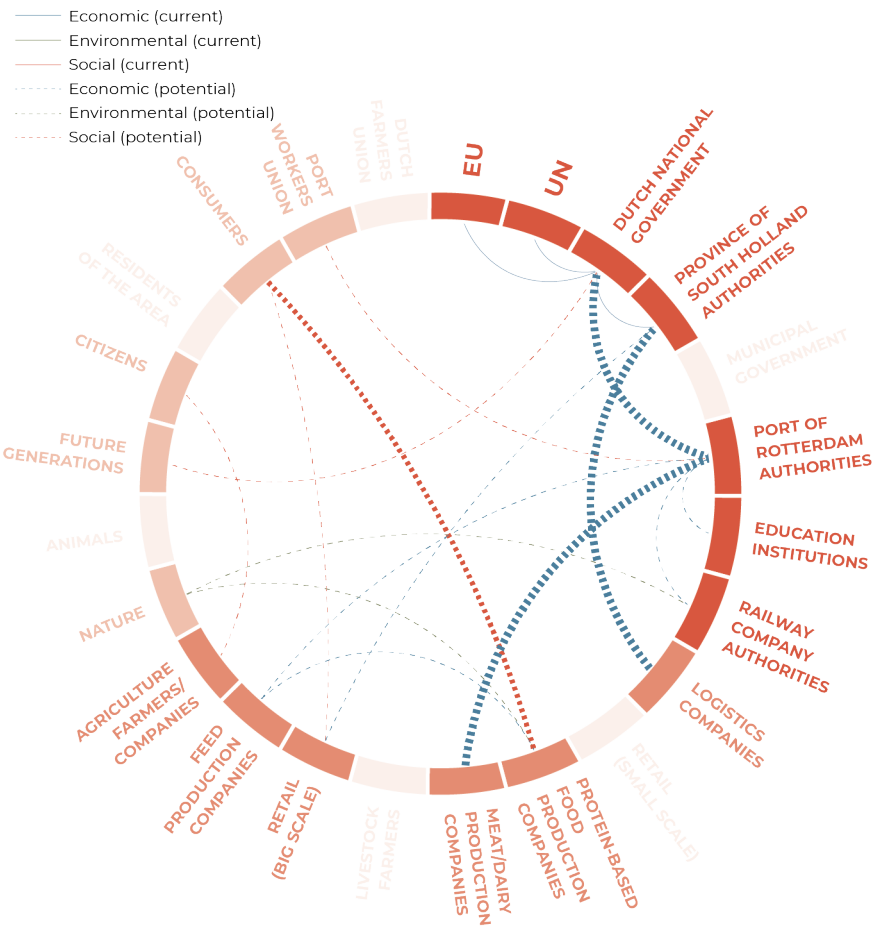 Economic (current)
Environmental (current)
Social (current)
Economic (potential)
Environmental (potential)
Social (potential)
EU
UN
DUTCH NATIONAL
GOVERNMENT
PROVINCE OF
SOUTH HOLLAND
AUTHORITIES
MUNICIPAL
GOVERNMENT
PORT OF
ROTTERDAM
AUTHORITIES
EDUCATION
INSTITUTIONS
RAILWAY
COMPANY
AUTHORITIES
LOGISTICS
COMPANIES
RETAIL
(SMALL SCALE)
PROTEIN-BASED
FOOD
PRODUCTION
COMPANIES
MEAT/DAIRY
PRODUCTION
COMPANIES
LIVESTOCK
FARMERS
RETAIL
(BIG SCALE)
FEED
PRODUCTION
COMPANIES
AGRICULTURE
FARMERS/
COMPANIES
NATURE
ANIMALS
FUTURE
GENERATIONS
CITIZENS
RESIDENTS
OF THE AREA
CONSUMERS
PORT
WORKERS
UNION
DUTCH
FARMERS
UNION